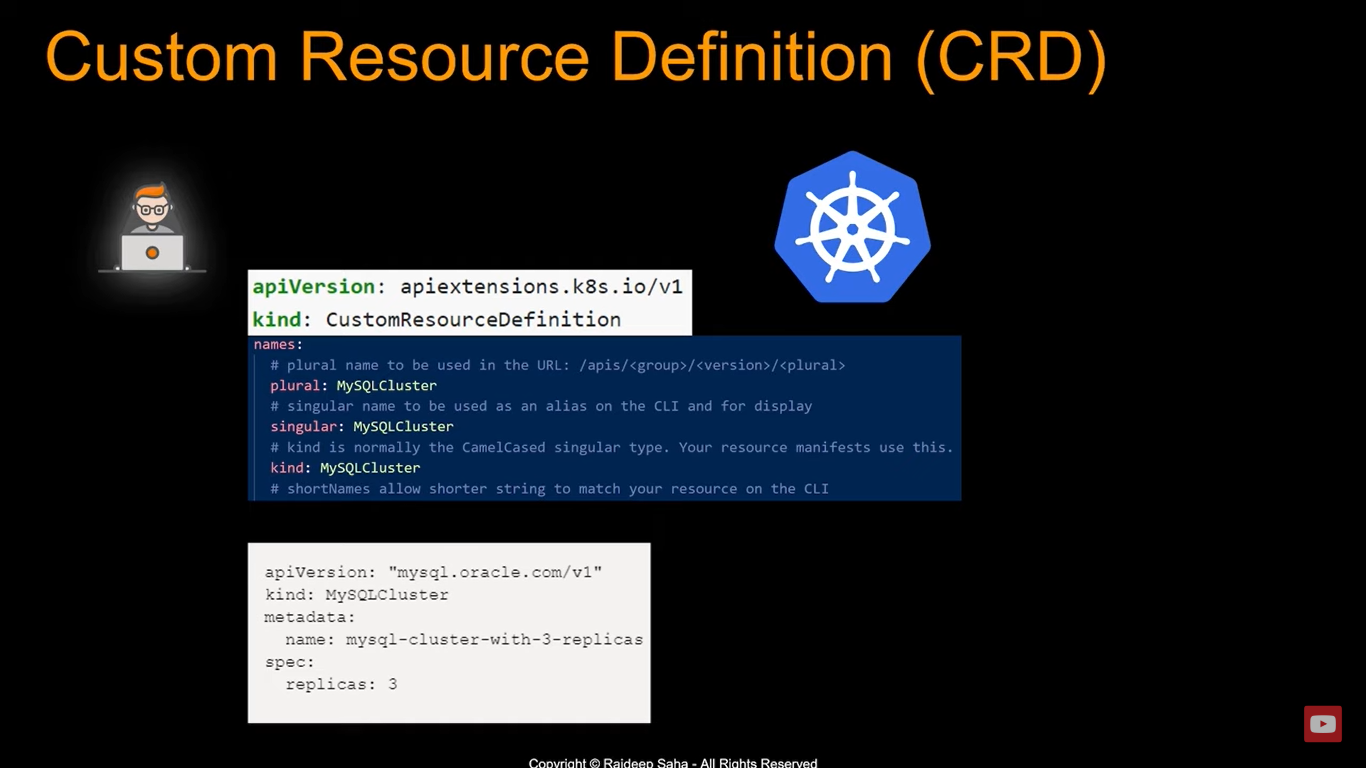 Custom Resource Definition (CRD)
apiVersion: apiextensions.k8s.io/v1
kind: CustomResourceDefinition
names:
# plural name to be used in the URL: /apis/<group>/<version>/<plural>
plural: MySQLCluster
# singular name to be used as an alias on the CLI and for display
singular: MySQLCluster
# kind is normally the CamelCased singular type. Your resource manifests use this.
kind: MySQLCluster
# shortNames allow shorter string to match your resource on the CLI
apiVersion: "mysql.oracle.com/v1"
kind: MySQLCluster
metadata:
name: mysql-cluster-with-3-replicas
spec:
replicas: 3
Copyright © Rajdeep Saha - All Rights Reserved